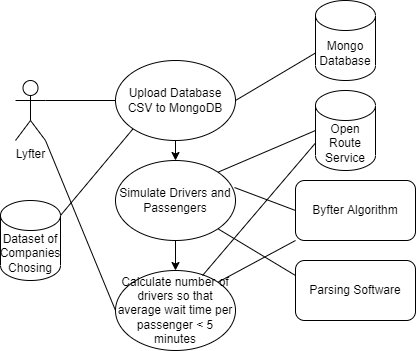 Mongo
Database
Upload Database
CSV to MongoDB
Open
Route
Service
Lyfter
Simulate Drivers and
Passengers
Byfter Algorithm
Dataset of
Companies
Chosing
Calculate number of
drivers so that
average wait time per
passenger < 5
minutes
Parsing Software